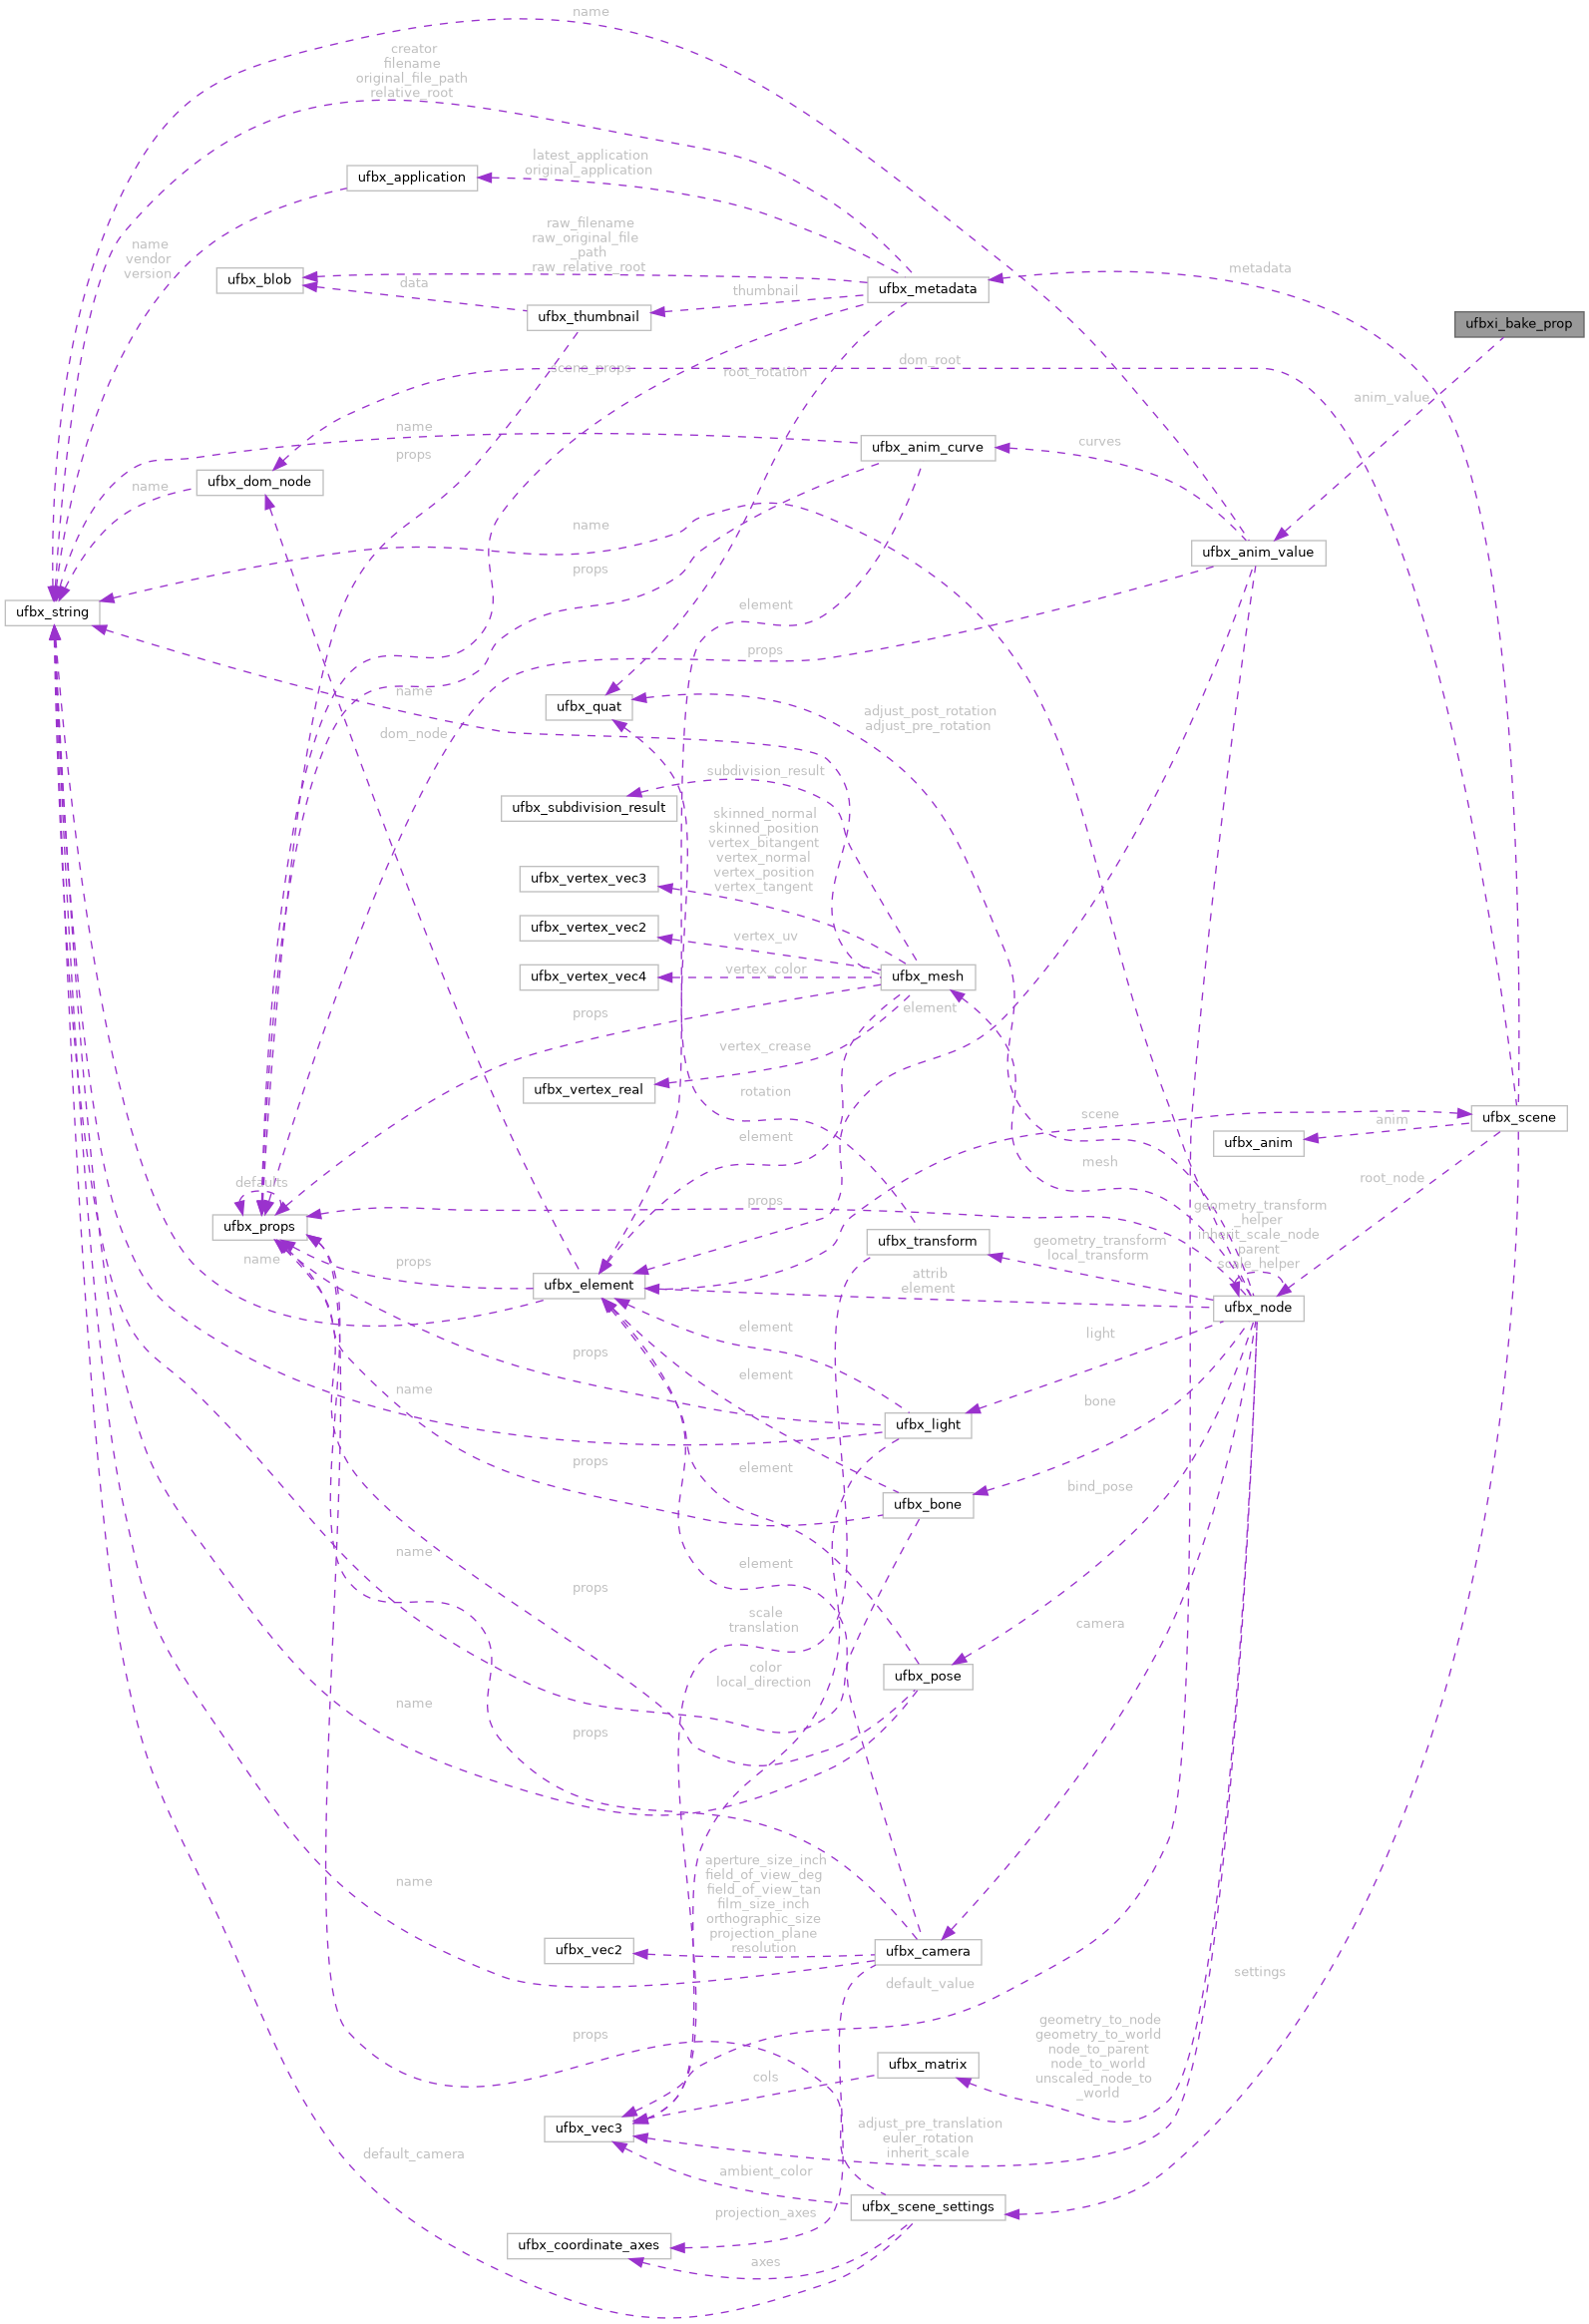 name
creator
filename
original_file_path
relative_root
latest_application
original_application
ufbx_application
raw_filename
raw_original_file
_path
raw_relative_root
name
vendor
version
metadata
ufbx_blob
data
ufbx_metadata
thumbnail
ufbx_thumbnail
ufbxi_bake_prop
dom_root
scene_props
root_rotation
anim_value
name
props
ufbx_anim_curve
curves
ufbx_dom_node
name
name
ufbx_anim_value
props
element
ufbx_string
props
name
ufbx_quat
adjust_post_rotation
adjust_pre_rotation
dom_node
subdivision_result
ufbx_subdivision_result
skinned_normal
skinned_position
vertex_bitangent
vertex_normal
vertex_position
vertex_tangent
ufbx_vertex_vec3
ufbx_vertex_vec2
vertex_uv
ufbx_vertex_vec4
vertex_color
ufbx_mesh
element
props
vertex_crease
ufbx_vertex_real
rotation
scene
ufbx_scene
anim
ufbx_anim
element
mesh
root_node
defaults
props
geometry_transform
_helper
inherit_scale_node
parent
scale_helper
ufbx_props
ufbx_transform
geometry_transform
local_transform
name
props
ufbx_element
attrib
element
ufbx_node
element
light
props
element
name
bone
ufbx_light
props
element
bind_pose
ufbx_bone
name
element
props
scale
translation
camera
color
local_direction
ufbx_pose
name
props
aperture_size_inch
field_of_view_deg
field_of_view_tan
film_size_inch
orthographic_size
projection_plane
resolution
name
ufbx_vec2
ufbx_camera
default_value
settings
props
geometry_to_node
geometry_to_world
node_to_parent
node_to_world
unscaled_node_to
_world
ufbx_matrix
cols
ufbx_vec3
adjust_pre_translation
euler_rotation
inherit_scale
default_camera
ambient_color
ufbx_scene_settings
projection_axes
ufbx_coordinate_axes
axes